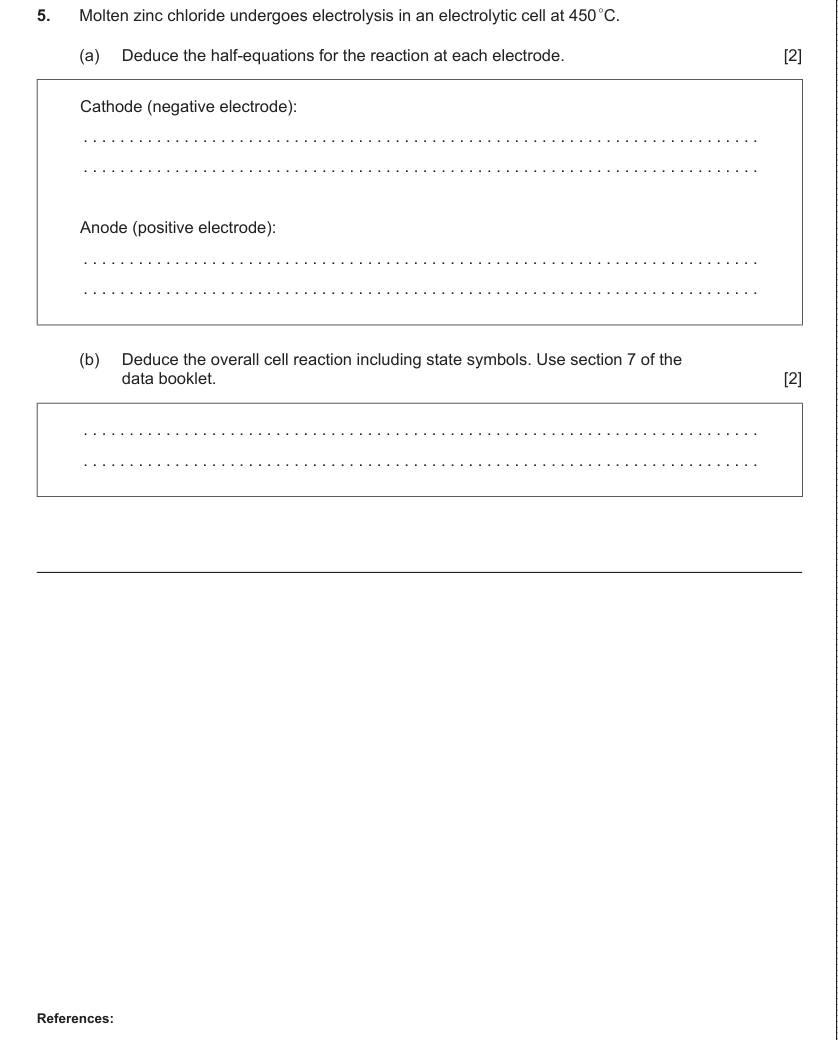 5. Molten zinc chloride undergoes electrolysis in an electrolytic cell at 450 °C.
(a) Deduce the half-equations for the reaction at each electrode. [2]
Cathode (negative electrode):
Anode (positive electrode):
(b) Deduce the overall cell reaction including state symbols. Use section 7 of the
data booklet. [2]
References: